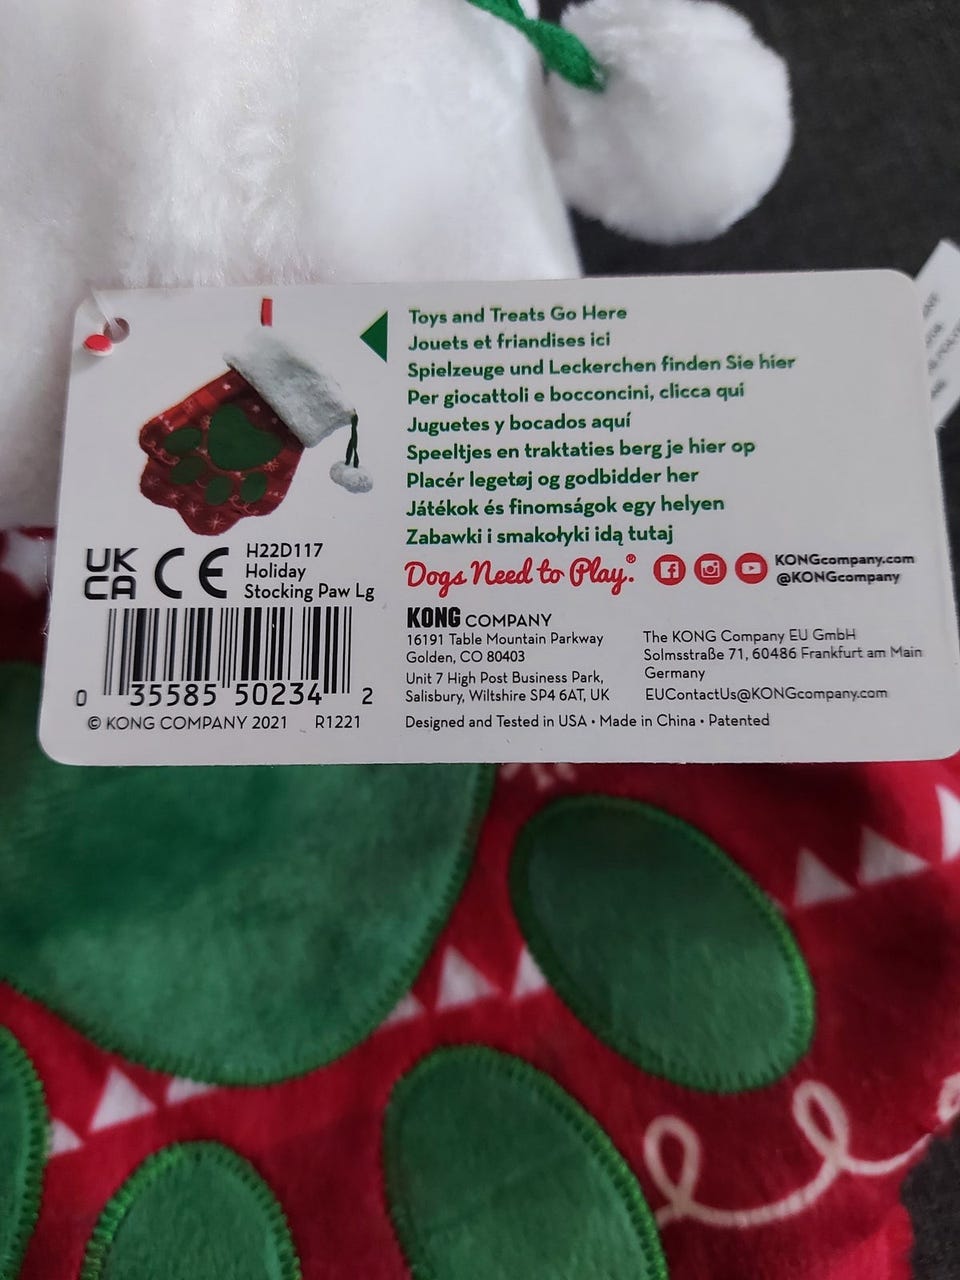 Toys and Treats Go Here
Jouets et friandises ici
Spielzeuge und Leckerchen finden Sie hier
Per giocattoli e bocconcini, clicca qui
Juguetes y bocados aquí
Speeltjes en traktaties berg je hier op
Placér legetøj og godbidder her
Játékok és finomságok egy helyen
Zabawki i smakołyki idą tutaj
Dogs Need to Play.®
KONGcompany.com
@KONGcompany
UK
CA
CE
H22D117
Holiday
Stocking Paw Lg
0 35585 50234 2
© KONG COMPANY 2021 R1221
KONG COMPANY
16191 Table Mountain Parkway
Golden, CO 80403
Unit 7 High Post Business Park,
Salisbury, Wiltshire SP4 6AT, UK
The KONG Company EU GmbH
Solmsstraße 71, 60486 Frankfurt am Main
Germany
EUContactUs@KONGcompany.com
Designed and Tested in USA • Made in China • Patented